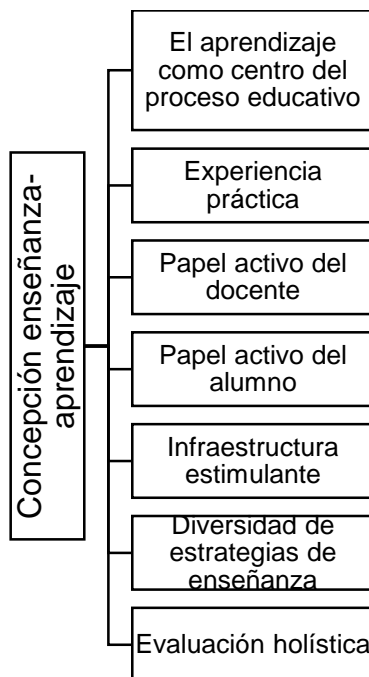 Concepción enseñanza-
aprendizaje
El aprendizaje
como centro del
proceso educativo
Experiencia
práctica
Papel activo del
docente
Papel activo del
alumno
Infraestructura
estimulante
Diversidad de
estrategias de
enseñanza
Evaluación holística